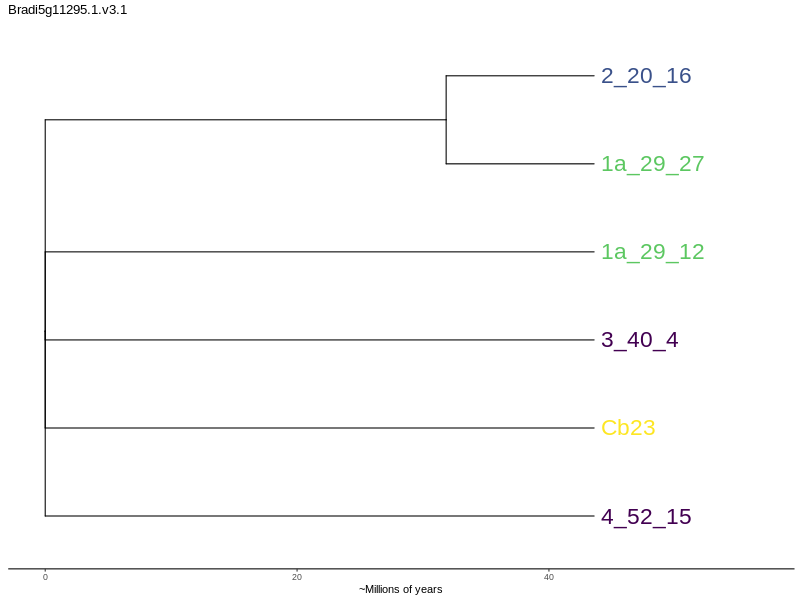 Bradi5g11295.1.v3.1
2_20_16
1a_29_27
1a_29_12
3_40_4
Cb23
4_52_15
0 20 40
~Millions of years